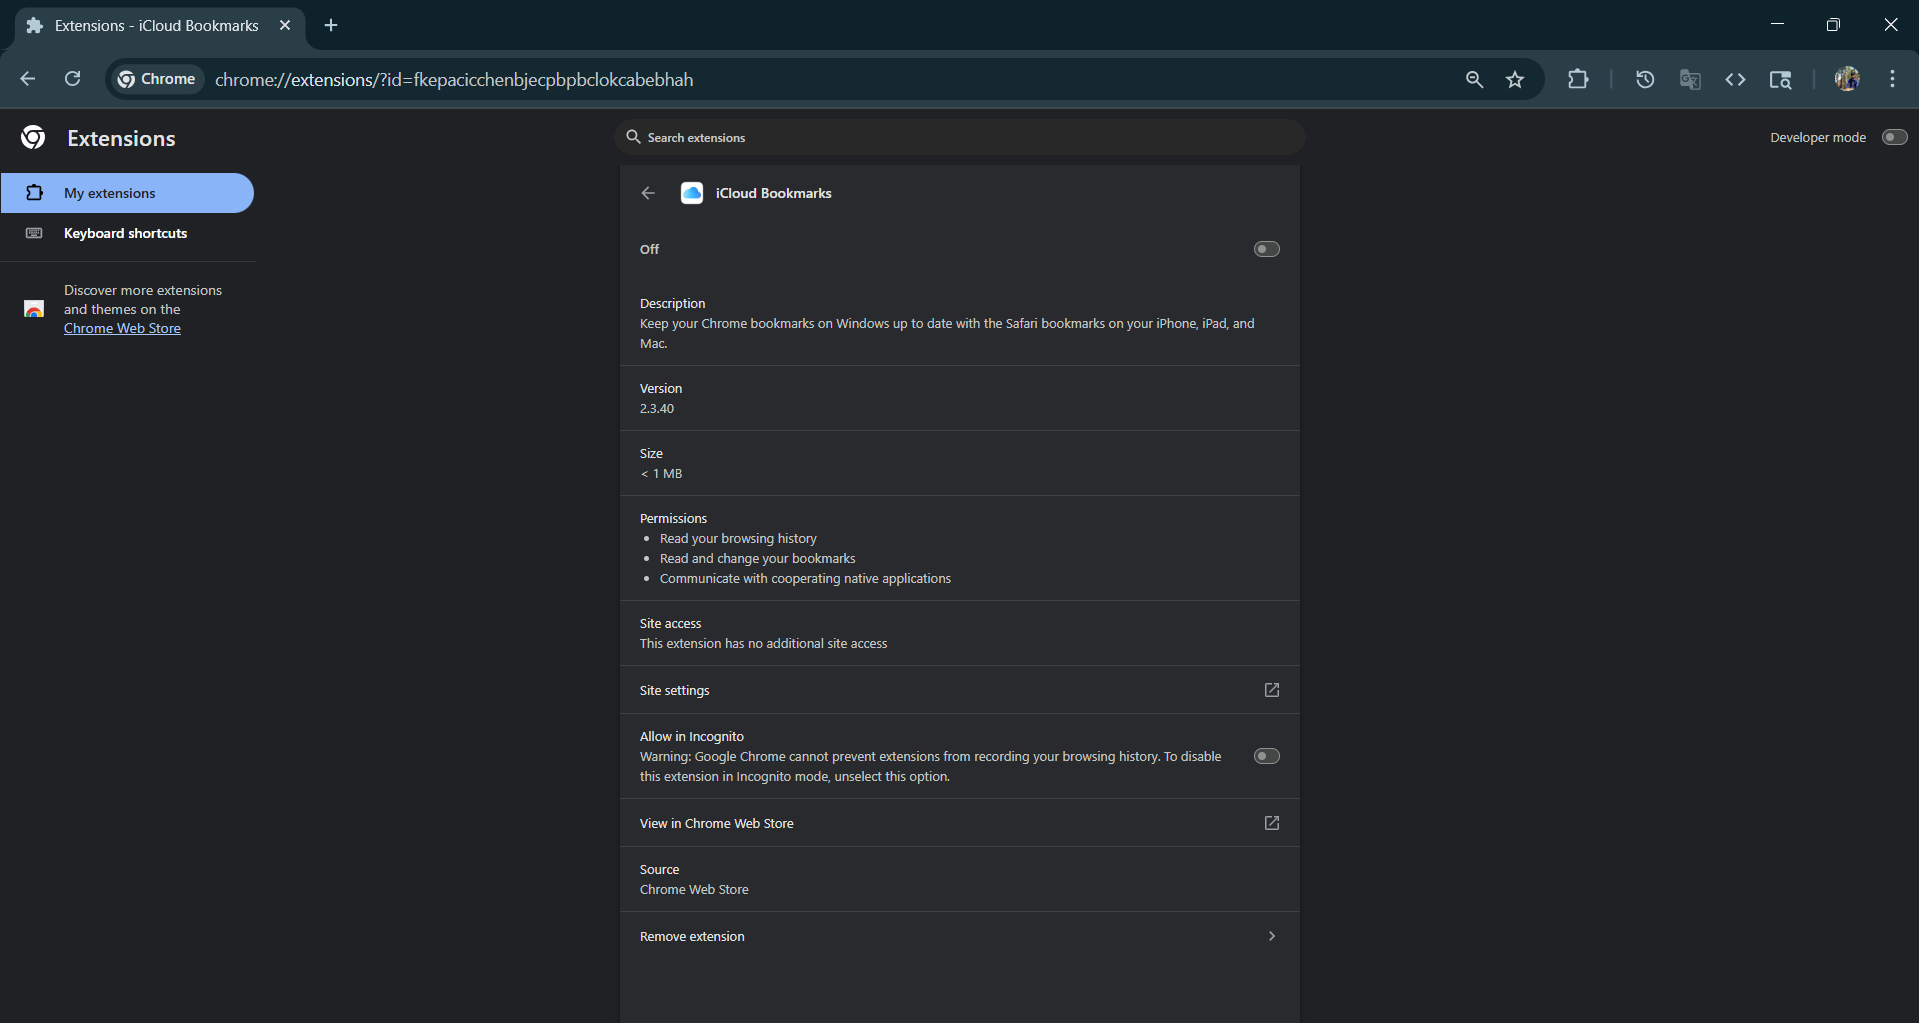 Extensions - iCloud Bookmarks
Chrome
chrome://extensions/?id=fkepacicchenbjecpbpbclokcabebhah
Extensions
Search extensions
Developer mode
My extensions
Keyboard shortcuts
Discover more extensions
and themes on the
Chrome Web Store
iCloud Bookmarks
Off
Description
Keep your Chrome bookmarks on Windows up to date with the Safari bookmarks on your iPhone, iPad, and
Mac.
Version
2.3.40
Size
< 1 MB
Permissions
• Read your browsing history
• Read and change your bookmarks
• Communicate with cooperating native applications
Site access
This extension has no additional site access
Site settings
Allow in Incognito
Warning: Google Chrome cannot prevent extensions from recording your browsing history. To disable
this extension in Incognito mode, unselect this option.
View in Chrome Web Store
Source
Chrome Web Store
Remove extension